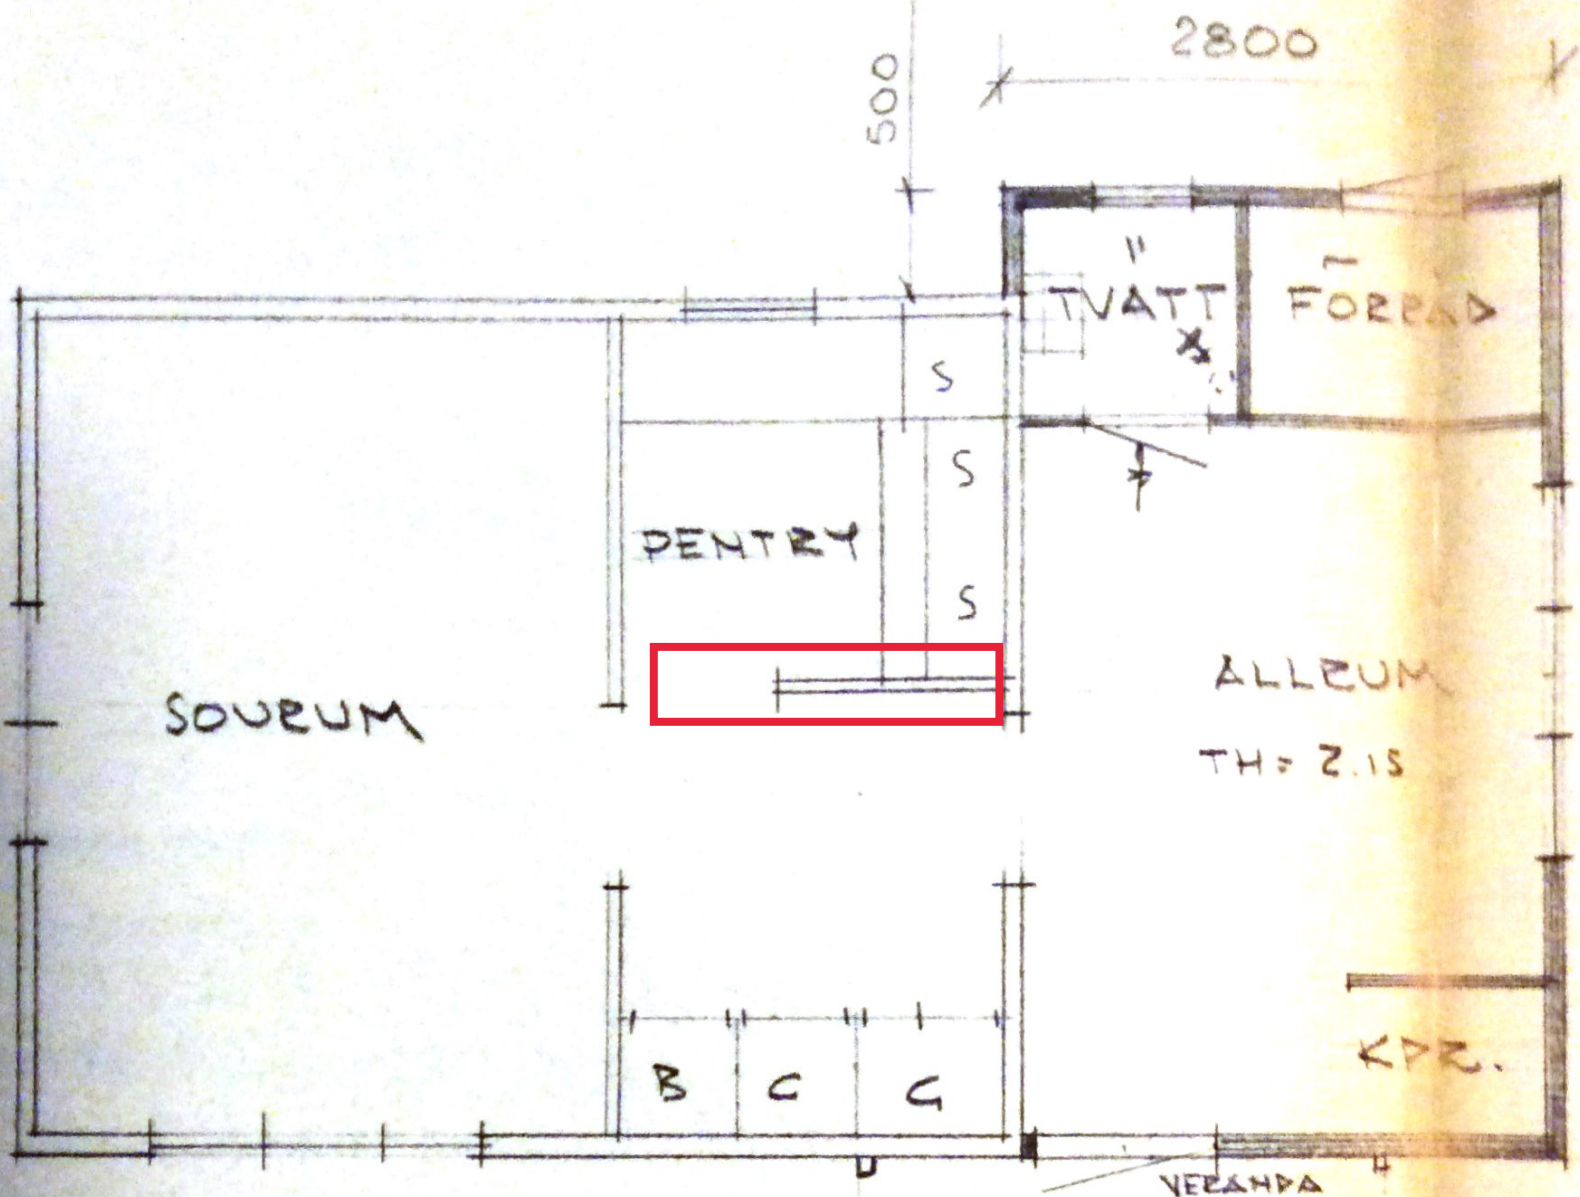 2800
500
TVÄTT
FÖRRÅD
S
S
PENTRY
S
ALLRUM
SOVRUM
TH= 2.15
KPR.
B
C
G
VERANDA